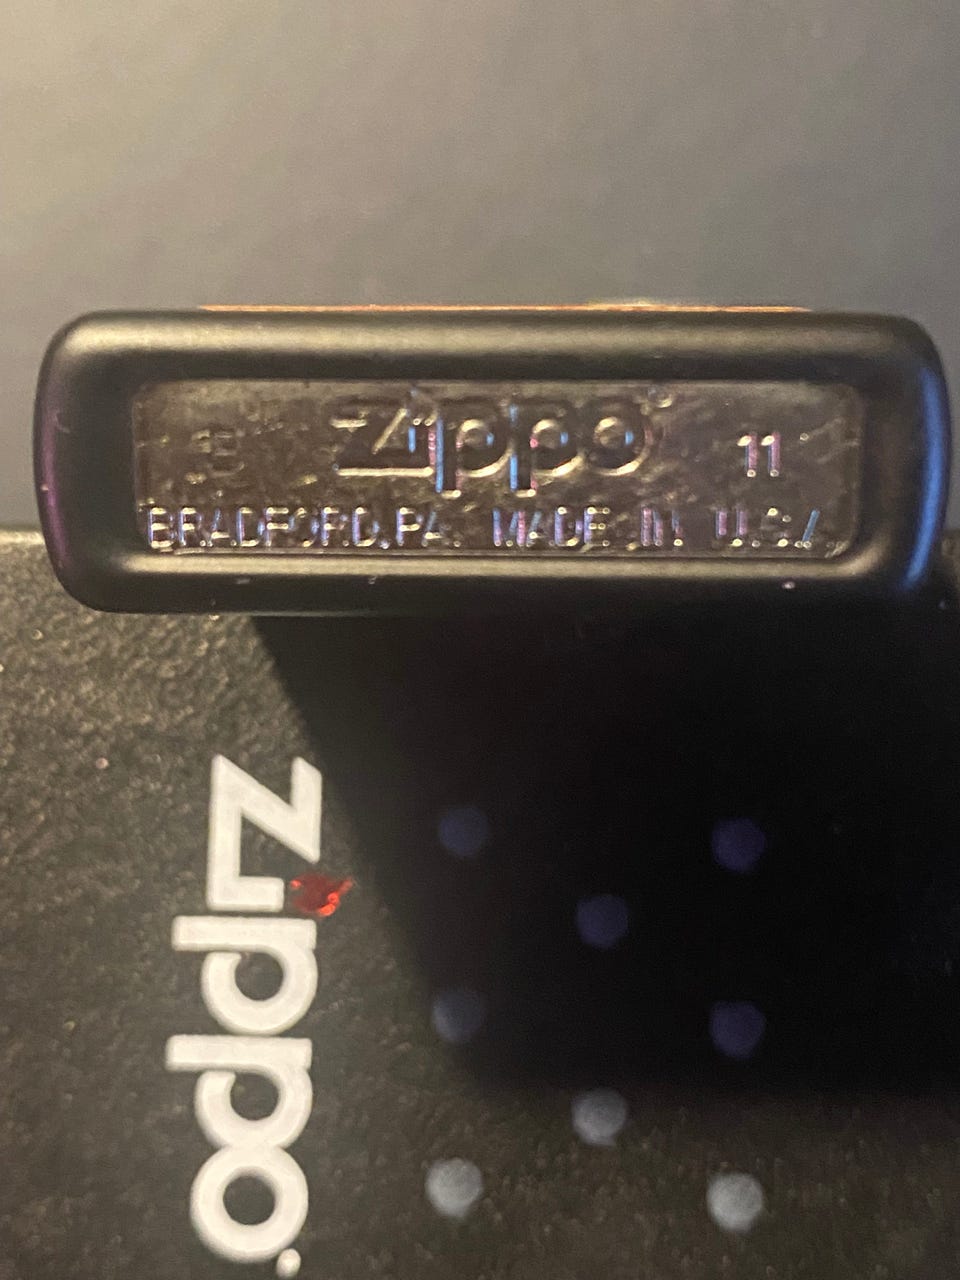 Zippo 11
BRADFORD, PA. MADE IN U.S.A
Zippo